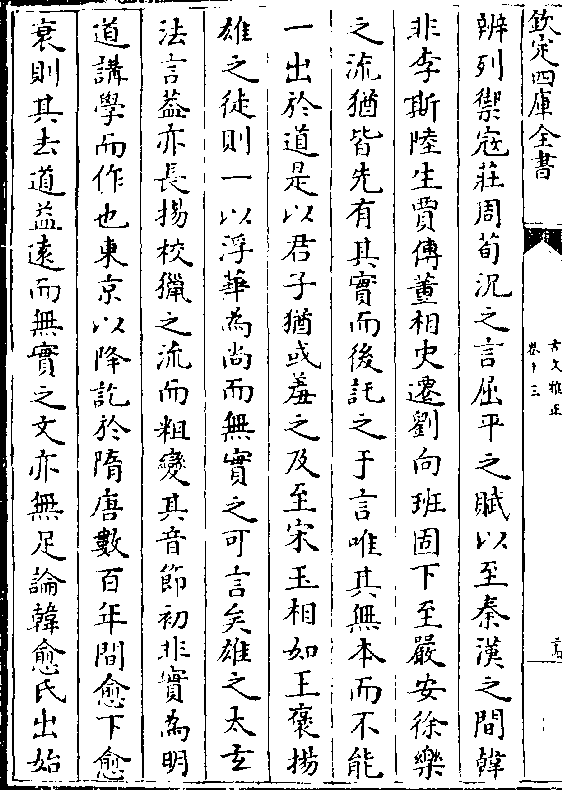 欽定四庫全書
古文雅正
卷十三
辨列禦寇莊周荀況之言屈平之賦以至秦漢之間韓
非李斯陸生賈傅董相史遷劉向班固下至嚴安徐樂
之流猶皆先有其實而後託之于言唯其無本而不能
一出於道是以君子猶或羞之及至宋玉相如王褒揚
雄之徒則一以浮華為尚而無實之可言矣雄之太玄
法言葢亦長揚校獵之流而粗變其音節初非實為明
道講學而作也東京以降訖於隋唐數百年間愈下愈
衰則其去道益遠而無實之文亦無足論韓愈氏出始